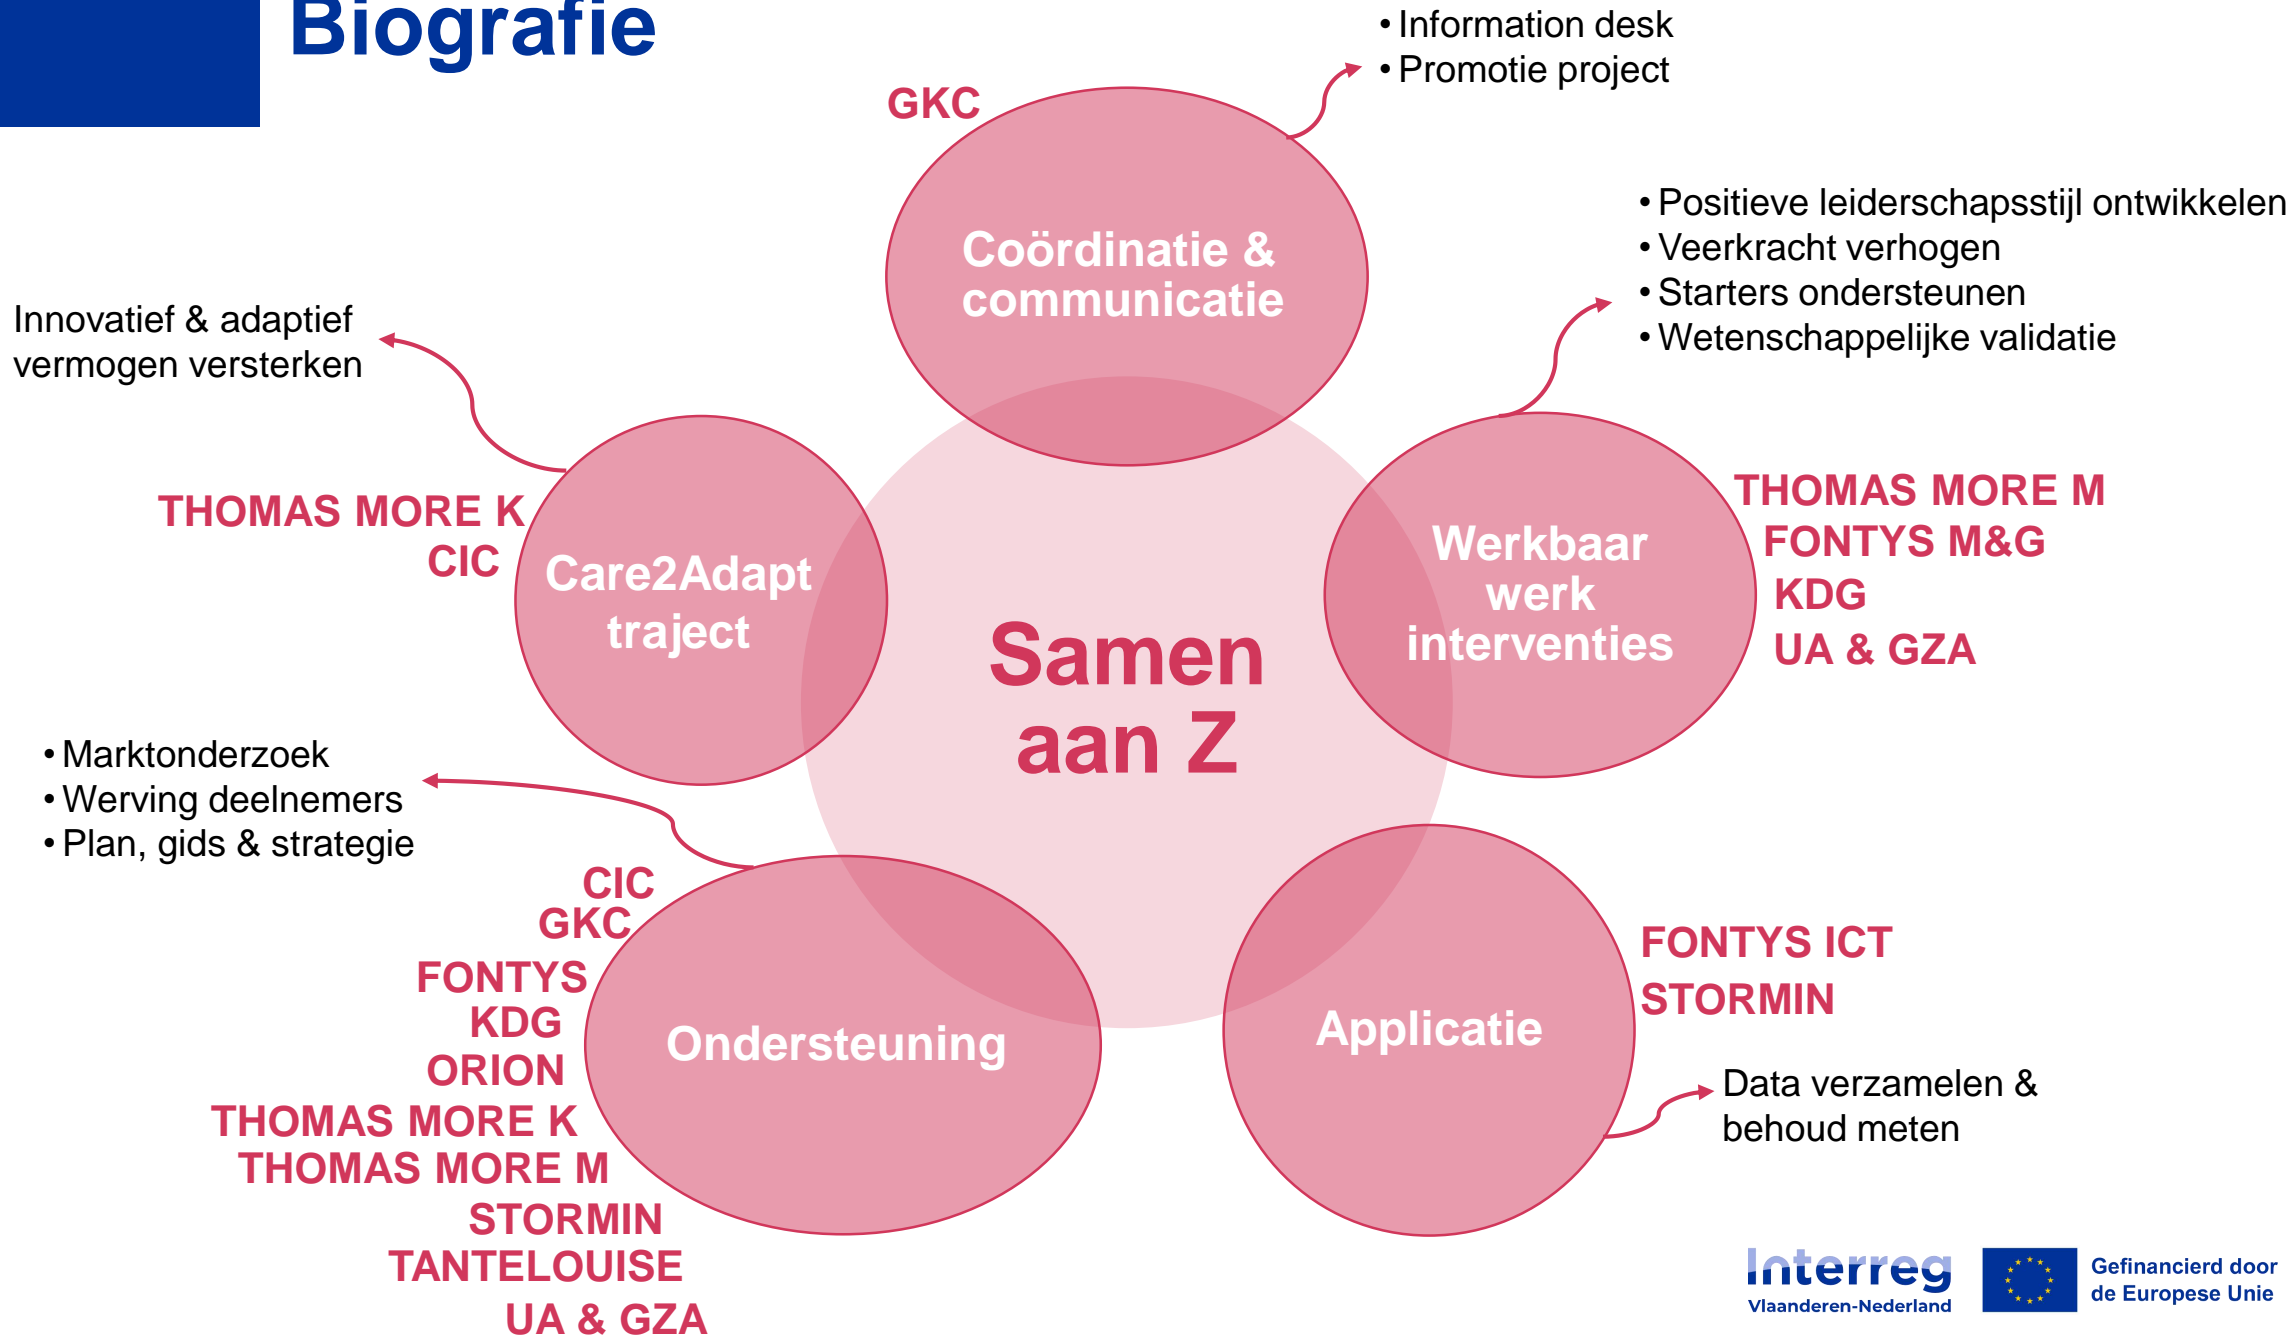 Biografie
• Information desk
• Promotie project
GKC
Coördinatie &
communicatie
• Positieve leiderschapsstijl ontwikkelen
• Veerkracht verhogen
• Starters ondersteunen
• Wetenschappelijke validatie
Innovatief & adaptief
vermogen versterken
THOMAS MORE K
CIC
Care2Adapt
traject
Werkbaar
werk
interventies
THOMAS MORE M
FONTYS M&G
KDG
UA & GZA
Samen
aan Z
• Marktonderzoek
• Werving deelnemers
• Plan, gids & strategie
CIC
GKC
FONTYS
KDG
ORION
THOMAS MORE K
THOMAS MORE M
STORMIN
TANTELOUISE
UA & GZA
Ondersteuning
Applicatie
FONTYS ICT
STORMIN
Data verzamelen &
behoud meten
Interreg
Vlaanderen-Nederland
Gefinancierd door
de Europese Unie